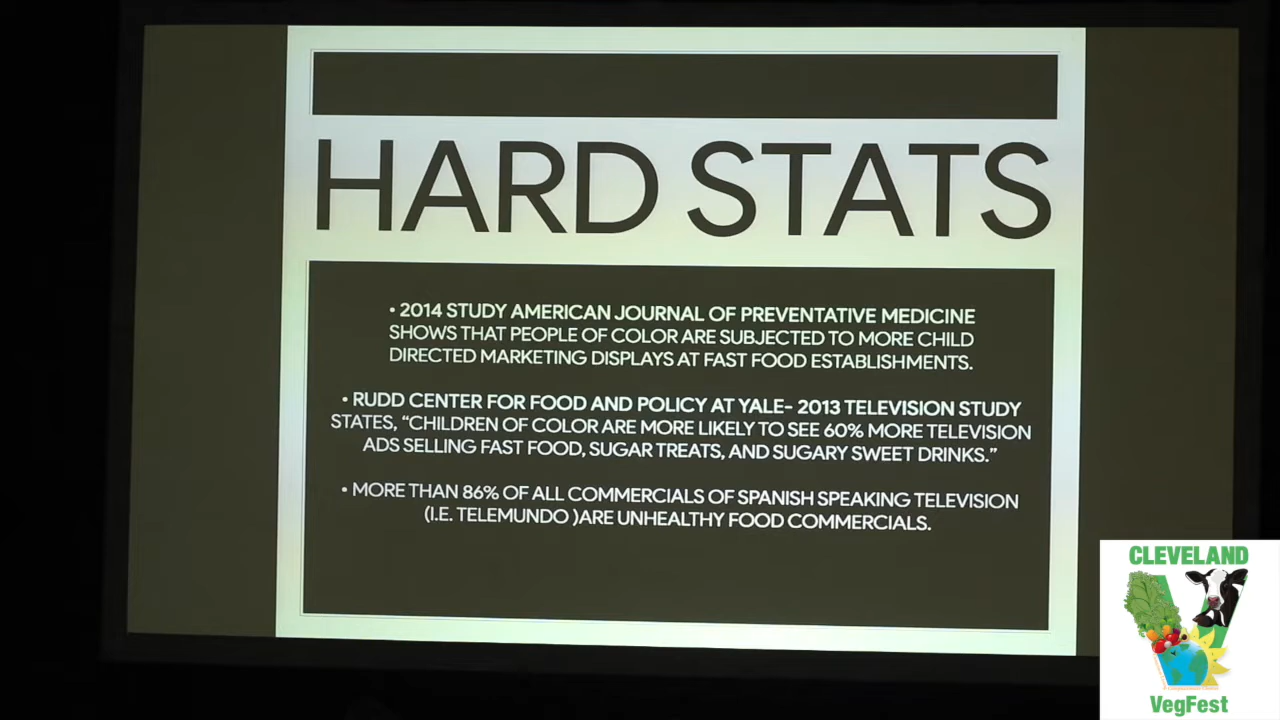 HARD STATS
• 2014 STUDY AMERICAN JOURNAL OF PREVENTATIVE MEDICINE
SHOWS THAT PEOPLE OF COLOR ARE SUBJECTED TO MORE CHILD
DIRECTED MARKETING DISPLAYS AT FAST FOOD ESTABLISHMENTS.
• RUDD CENTER FOR FOOD AND POLICY AT YALE- 2013 TELEVISION STUDY
STATES, “CHILDREN OF COLOR ARE MORE LIKELY TO SEE 60% MORE TELEVISION
ADS SELLING FAST FOOD, SUGAR TREATS, AND SUGARY SWEET DRINKS.”
• MORE THAN 86% OF ALL COMMERCIALS OF SPANISH SPEAKING TELEVISION
(I.E. TELEMUNDO )ARE UNHEALTHY FOOD COMMERCIALS.
CLEVELAND
VegFest